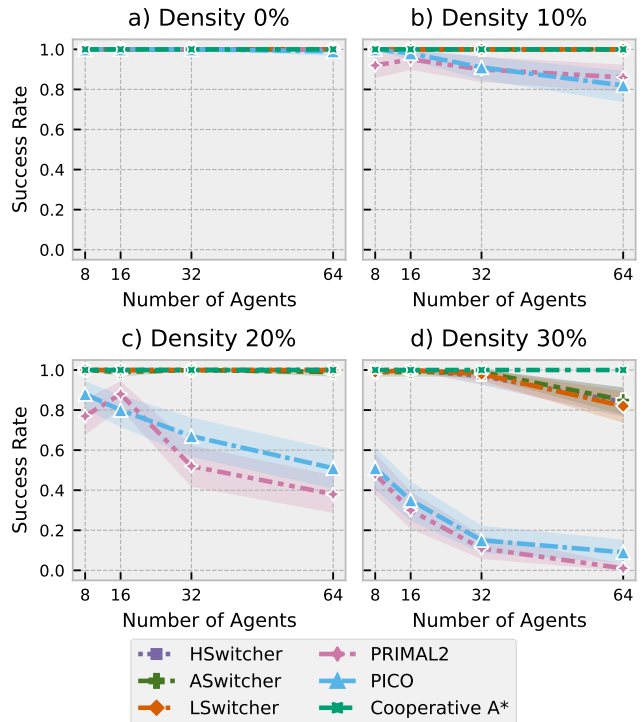 a) Density 0%
b) Density 10%
Success Rate
1.0
0.8
0.6
0.4
0.2
0.0
8 16 32 64
8 16 32 64
Number of Agents
Number of Agents
c) Density 20%
d) Density 30%
Success Rate
1.0
0.8
0.6
0.4
0.2
0.0
8 16 32 64
8 16 32 64
Number of Agents
Number of Agents
HSwitcher
PRIMAL2
ASwitcher
PICO
LSwitcher
Cooperative A*